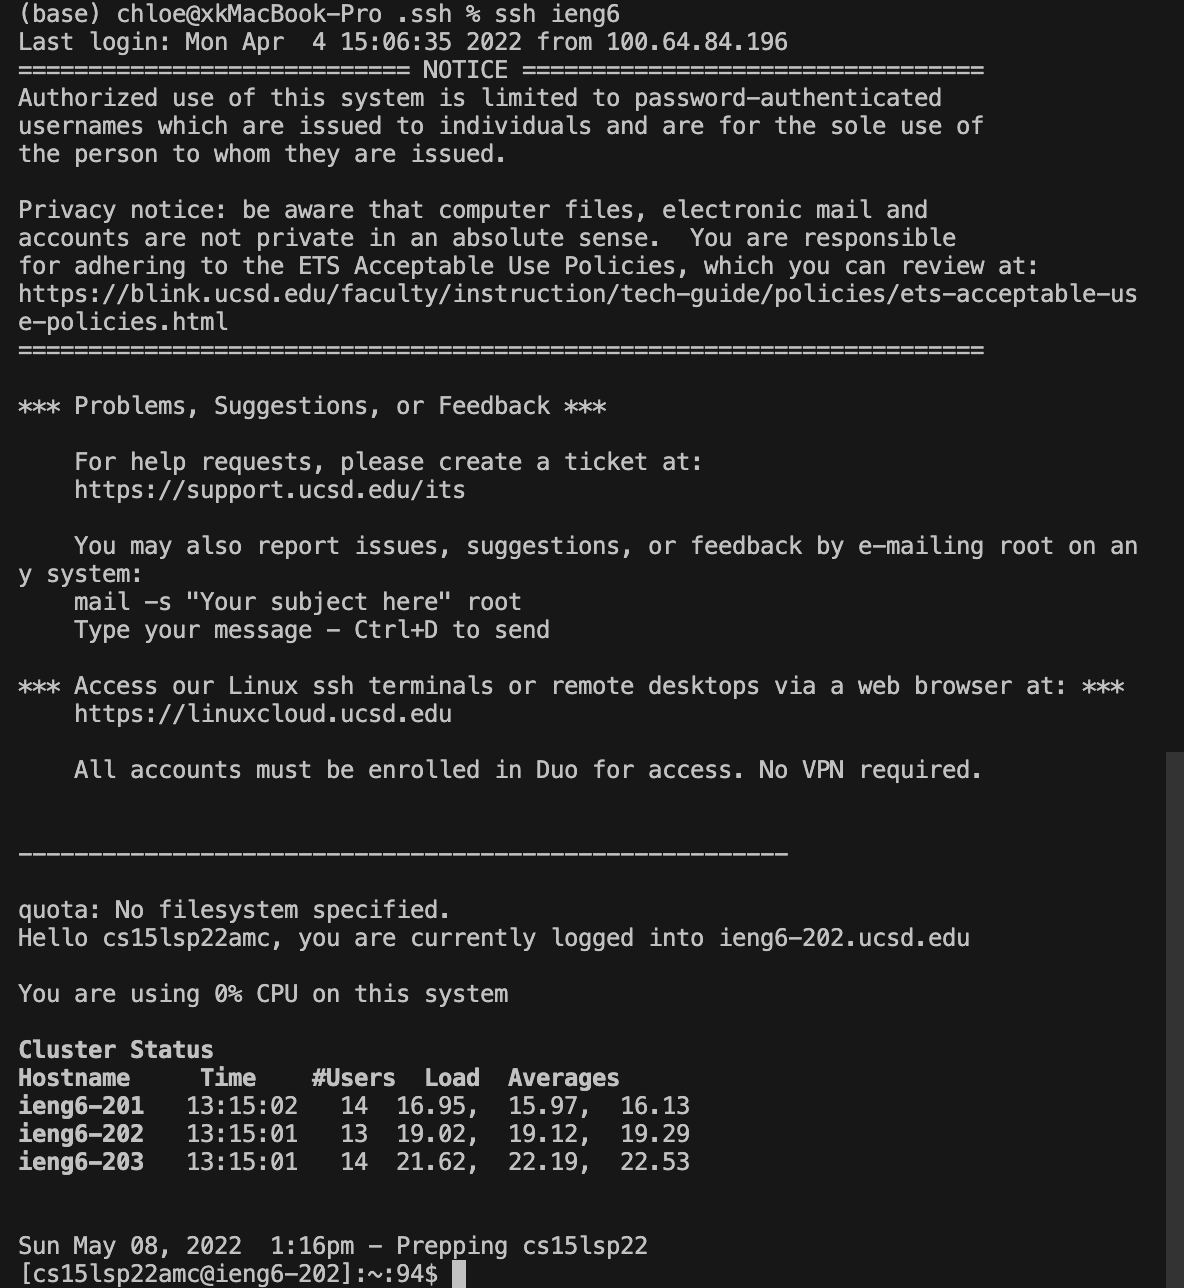 (base) chloe@xkMacBook-Pro .ssh % ssh ieng6
Last login: Mon Apr  4 15:06:35 2022 from 100.64.84.196
============================ NOTICE =================================
Authorized use of this system is limited to password-authenticated
usernames which are issued to individuals and are for the sole use of
the person to whom they are issued.

Privacy notice: be aware that computer files, electronic mail and
accounts are not private in an absolute sense.  You are responsible
for adhering to the ETS Acceptable Use Policies, which you can review at:
https://blink.ucsd.edu/faculty/instruction/tech-guide/policies/ets-acceptable-us
e-policies.html
=====================================================================

*** Problems, Suggestions, or Feedback ***

    For help requests, please create a ticket at:
    https://support.ucsd.edu/its

    You may also report issues, suggestions, or feedback by e-mailing root on an
y system:
    mail -s "Your subject here" root
    Type your message - Ctrl+D to send

*** Access our Linux ssh terminals or remote desktops via a web browser at: ***
    https://linuxcloud.ucsd.edu

    All accounts must be enrolled in Duo for access. No VPN required.


-------------------------------------------------------

quota: No filesystem specified.
Hello cs15lsp22amc, you are currently logged into ieng6-202.ucsd.edu

You are using 0% CPU on this system

Cluster Status
Hostname     Time    #Users  Load  Averages
ieng6-201   13:15:02   14  16.95,  15.97,  16.13
ieng6-202   13:15:01   13  19.02,  19.12,  19.29
ieng6-203   13:15:01   14  21.62,  22.19,  22.53


Sun May 08, 2022  1:16pm - Prepping cs15lsp22
[cs15lsp22amc@ieng6-202]:~:94$